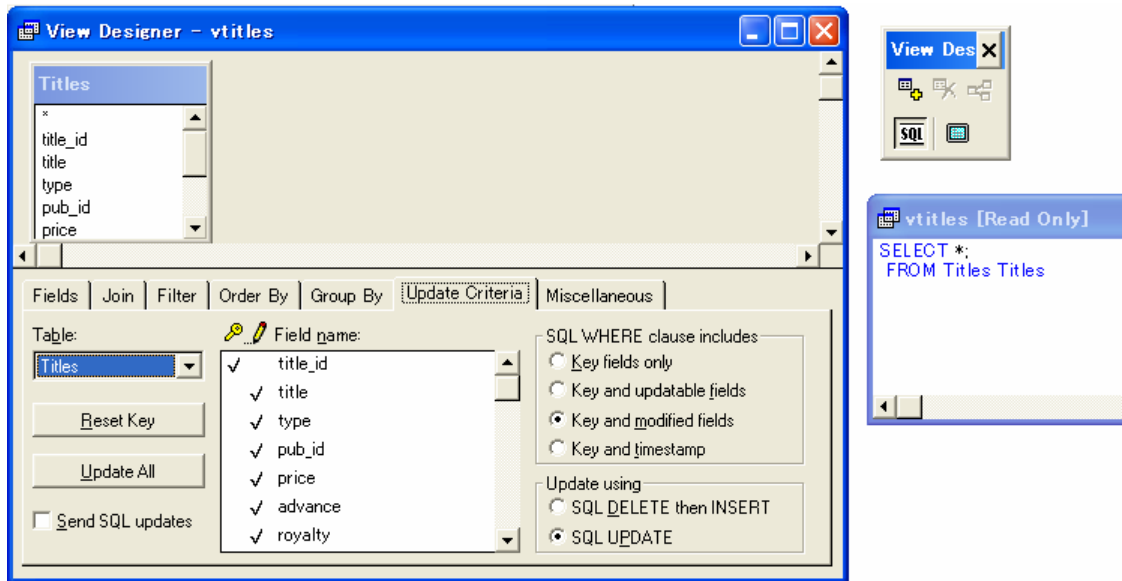 View Designer - vtitles
Titles
*
title_id
title
type
pub_id
price
Fields
Join
Filter
Order By
Group By
Update Criteria
Miscellaneous
Table:
Titles
Reset Key
Update All
Send SQL updates
Field name:
title_id
title
type
pub_id
price
advance
royalty
SQL WHERE clause includes
Key fields only
Key and updatable fields
Key and modified fields
Key and timestamp
Update using
SQL DELETE then INSERT
SQL UPDATE
View Des
SQL
vtitles [Read Only]
SELECT *;
FROM Titles Titles